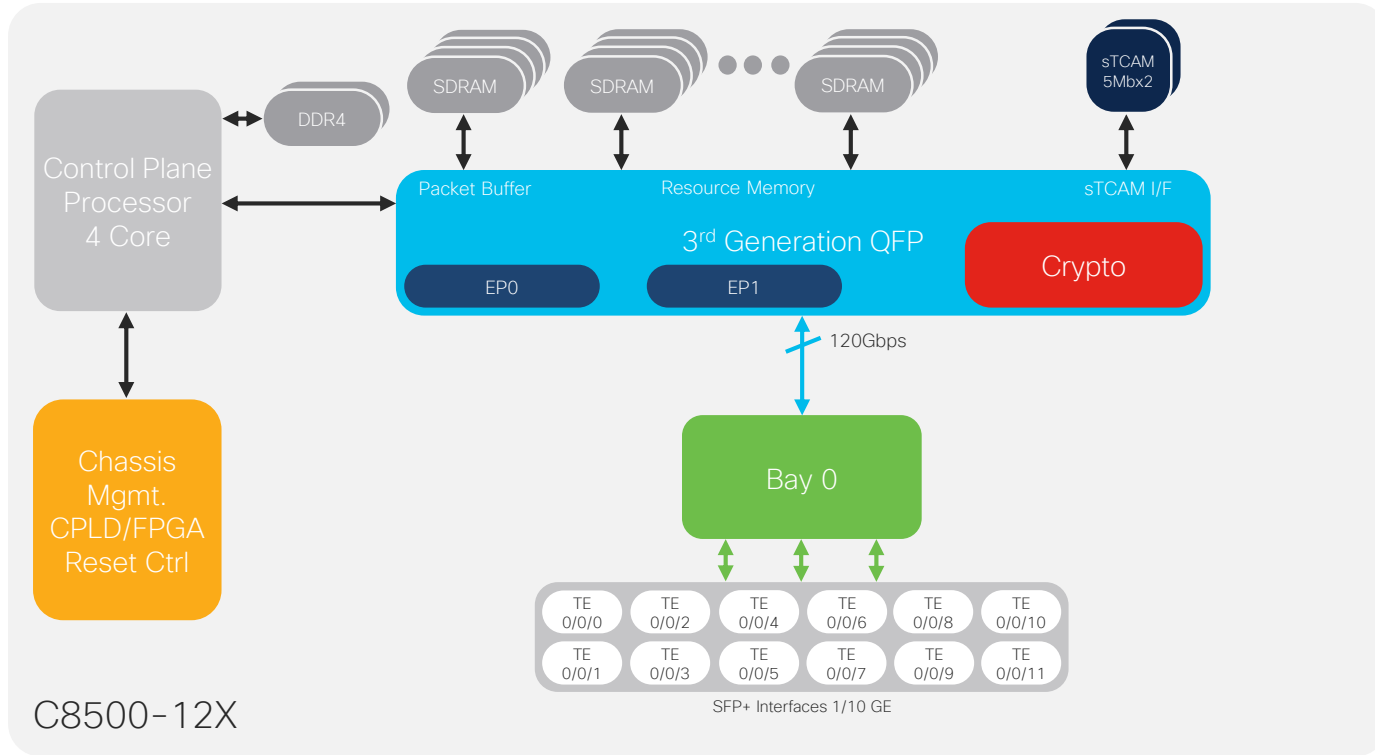 SDRAM
SDRAM
SDRAM
sTCAM
5Mbx2
DDR4
Control Plane
Processor
4 Core
Packet Buffer
Resource Memory
sTCAM I/F
3rd Generation QFP
Crypto
EP0
EP1
120Gbps
Chassis
Mgmt.
CPLD/FPGA
Reset Ctrl
Bay 0
TE
0/0/0
TE
0/0/2
TE
0/0/4
TE
0/0/6
TE
0/0/8
TE
0/0/10
TE
0/0/1
TE
0/0/3
TE
0/0/5
TE
0/0/7
TE
0/0/9
TE
0/0/11
SFP+ Interfaces 1/10 GE
C8500-12X